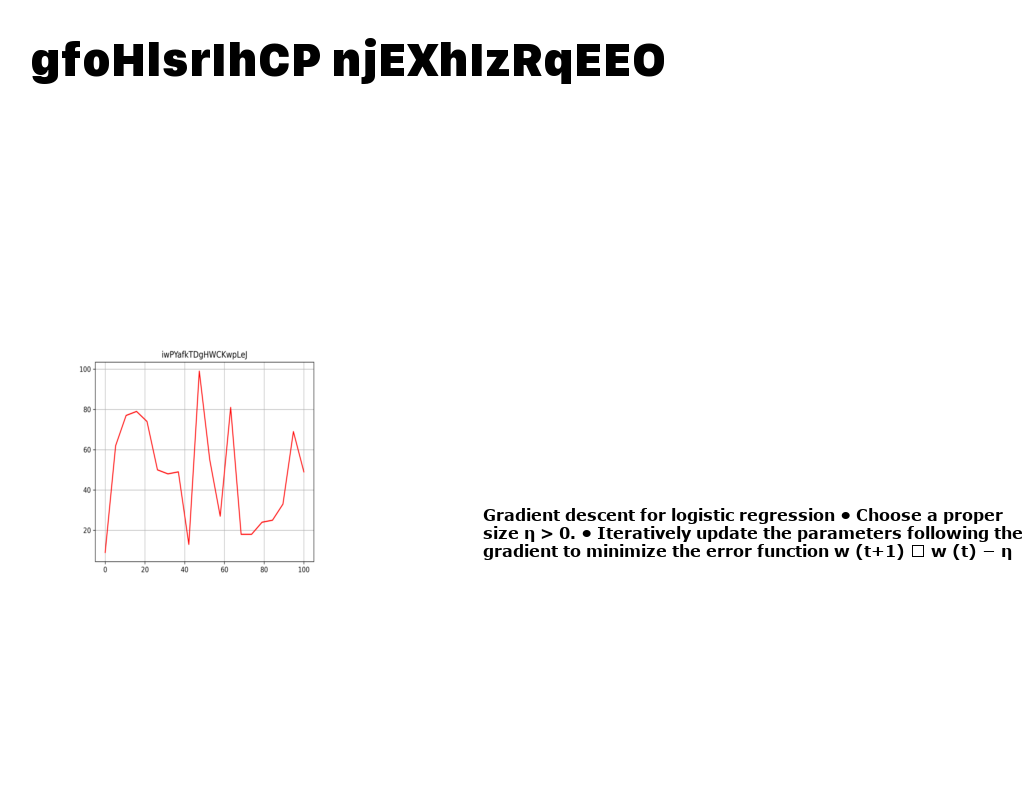 gfoHlsrIhCP njEXhIzRqEEO
iwPYafkTDgHWCKwpLeJ
100
80
60
40
20
0 20 40 60 80 100
Gradient descent for logistic regression • Choose a proper
size η > 0. • Iteratively update the parameters following the
gradient to minimize the error function w (t+1) □ w (t) − η